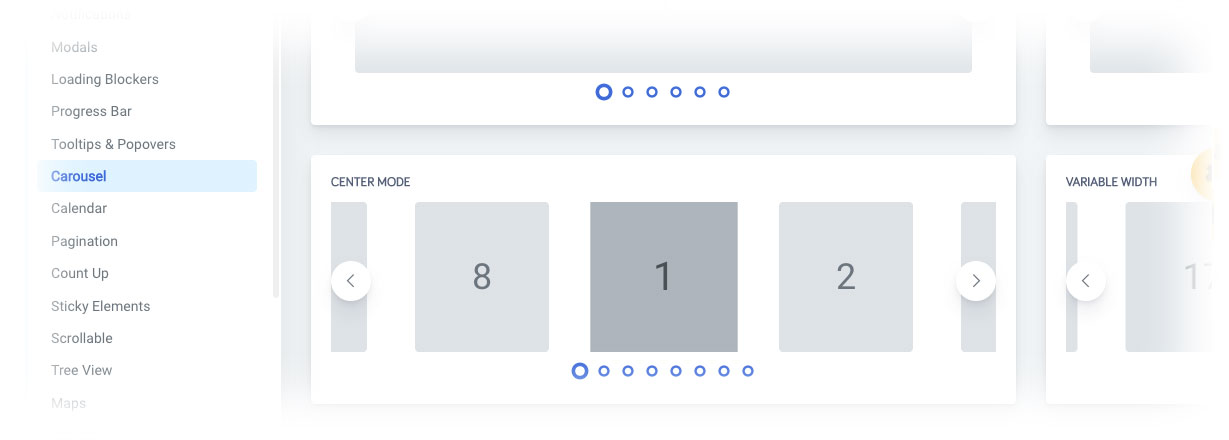 Notifications
Modals
Loading Blockers
Progress Bar
Tooltips & Popovers
Carousel
Calendar
Pagination
Count Up
Sticky Elements
Scrollable
Tree View
Maps
CENTER MODE
8
1
2
VARIABLE WIDTH
17